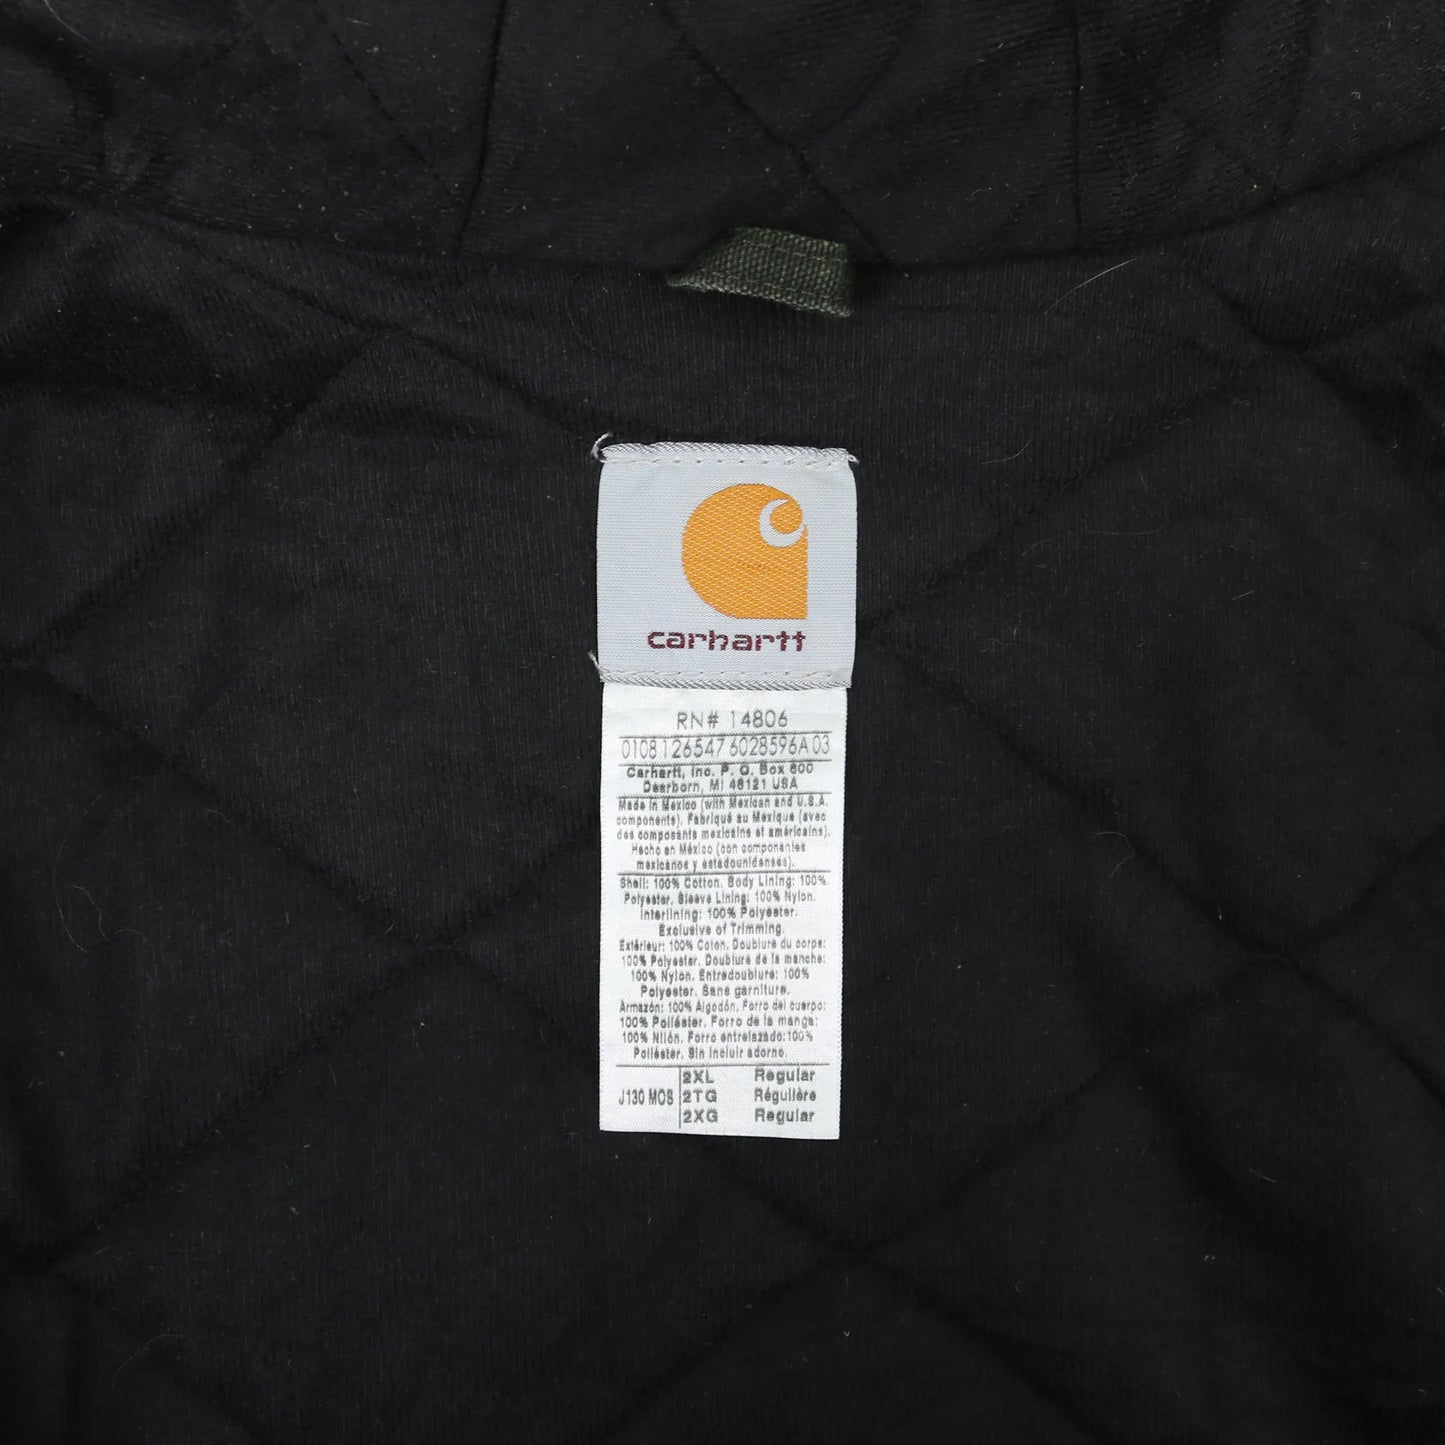 carhartt
RN# 14806
0108126547 6028596A 03
Carhartt, Inc. P. O. Box 600
Dearborn, MI 48121 USA
Made in Mexico (with Mexican and U.S.A.
components). Fabriqué au Mexique (avec
des composants mexicains et américains).
Hecho en México (con componentes
mexicanos y estadounidenses).
Shell: 100% Cotton. Body Lining: 100%.
Polyester. Sleeve Lining: 100% Nylon.
Interlining: 100% Polyester.
Exclusive of Trimming.
Extérieur: 100% Coton. Doublure du corps:
100% Polyester. Doublure de la manche:
100% Nylon. Entredoublure: 100%
Polyester. Sans garniture.
Armazón: 100% Algodón. Forro del cuerpo:
100% Poliéster. Forro de la manga:
100% Nilón. Forro entrelazado:100%
Poliéster. Sin incluir adorno.
2XL Regular
J130 MOS 2TG Régulière
2XG Regular